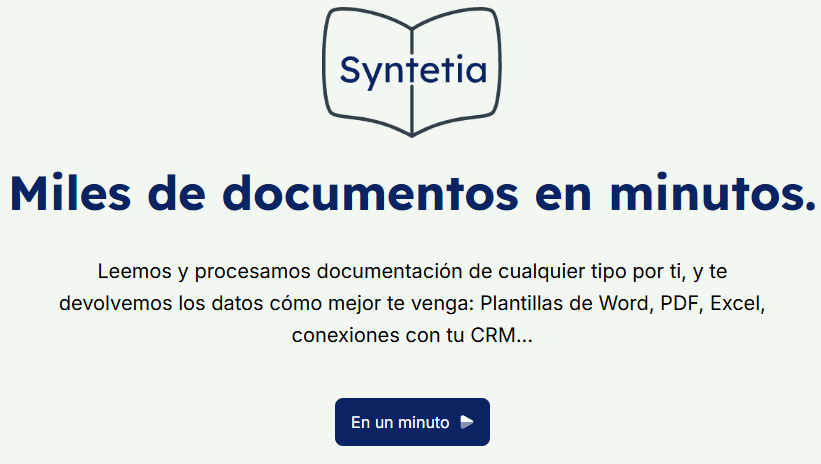 Syntetia
Miles de documentos en minutos.
Leemos y procesamos documentación de cualquier tipo por ti, y te
devolvemos los datos cómo mejor te venga: Plantillas de Word, PDF, Excel,
conexiones con tu CRM...
En un minuto